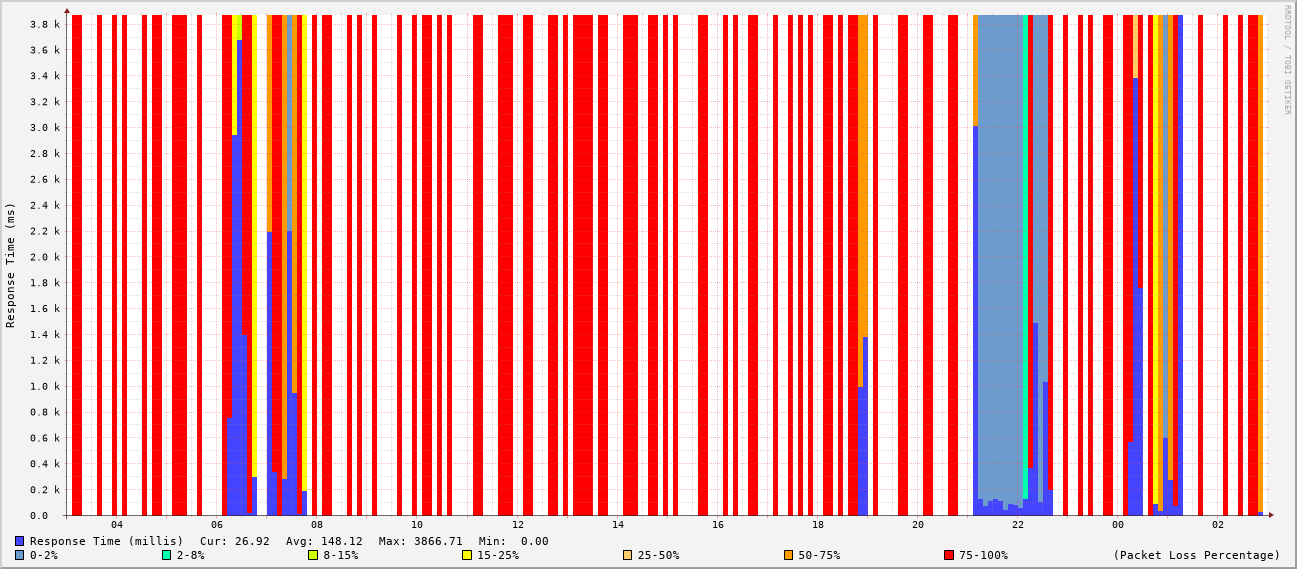 RRDTOOL / TOBI OETIKER
Response Time (ms)
3.8 k
3.6 k
3.4 k
3.2 k
3.0 k
2.8 k
2.6 k
2.4 k
2.2 k
2.0 k
1.8 k
1.6 k
1.4 k
1.2 k
1.0 k
0.8 k
0.6 k
0.4 k
0.2 k
0.0
04 06 08 10 12 14 16 18 20 22 00 02
Response Time (millis) Cur: 26.92 Avg: 148.12 Max: 3866.71 Min: 0.00
0-2% 2-8% 8-15% 15-25% 25-50% 50-75% 75-100% (Packet Loss Percentage)